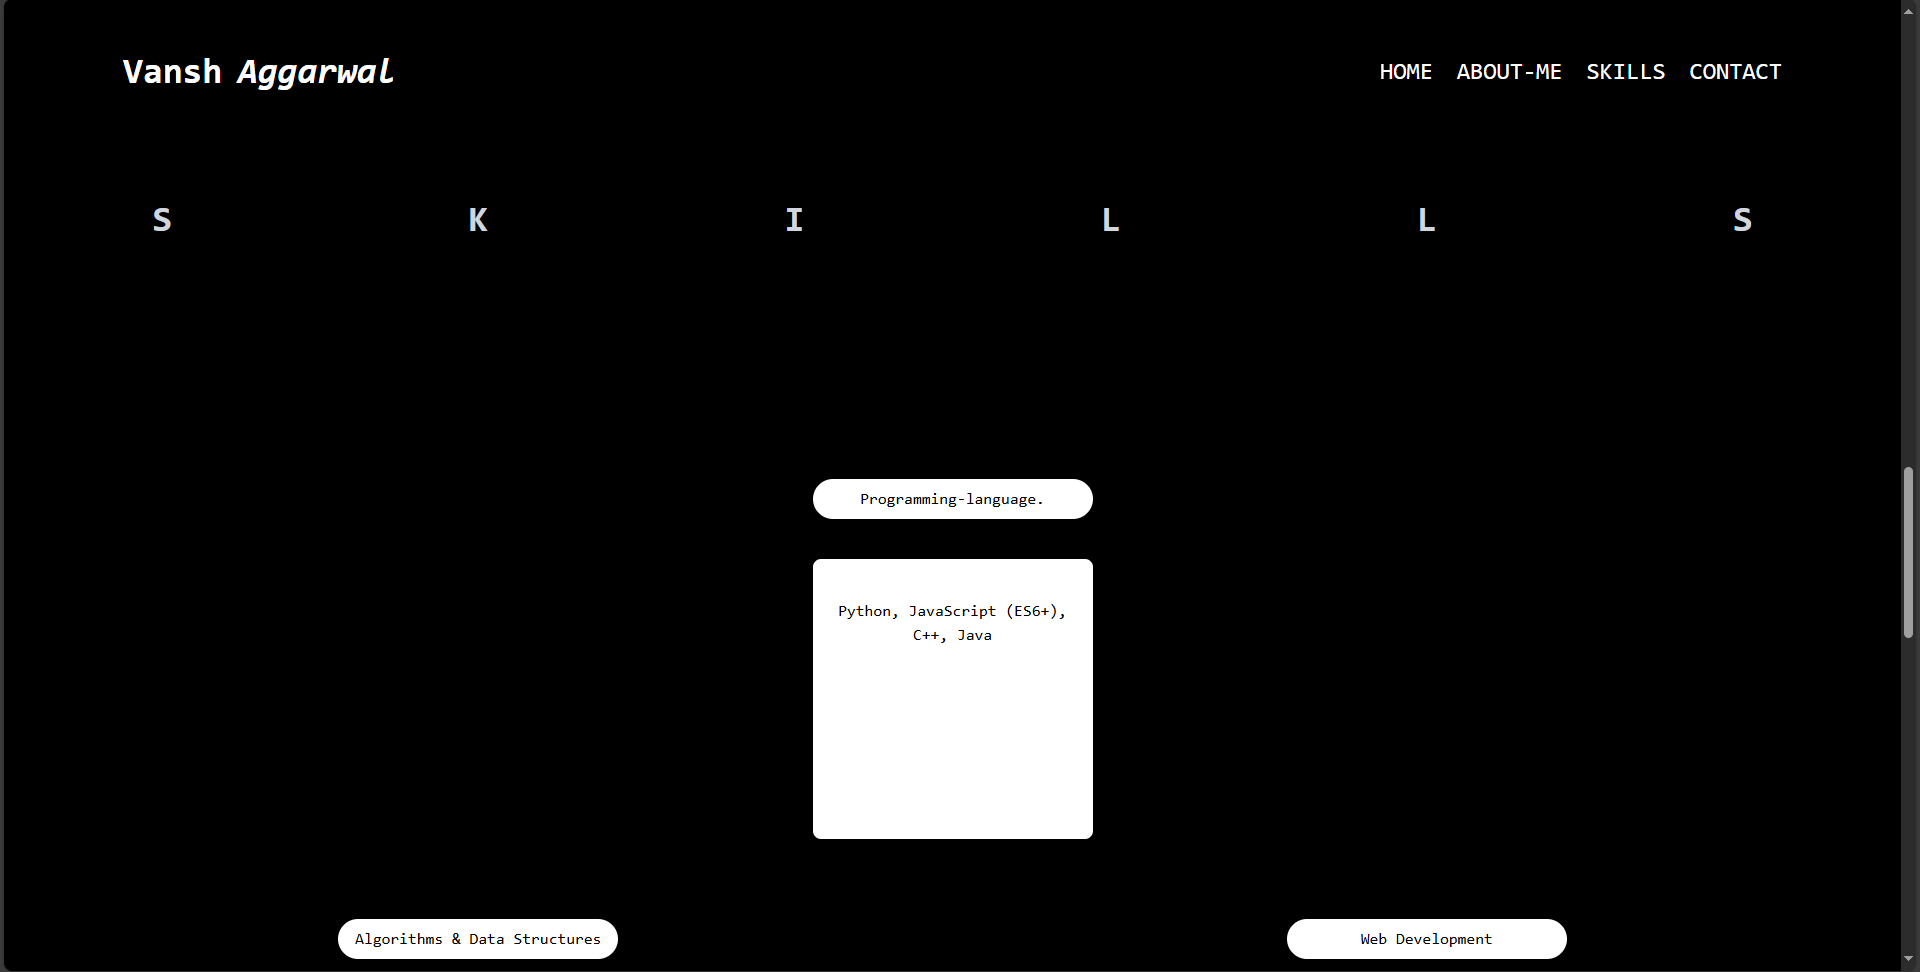 Vansh Aggarwal
HOME ABOUT-ME SKILLS CONTACT
S K I L L S
Programming-language.
Python, JavaScript (ES6+),
C++, Java
Algorithms & Data Structures
Web Development